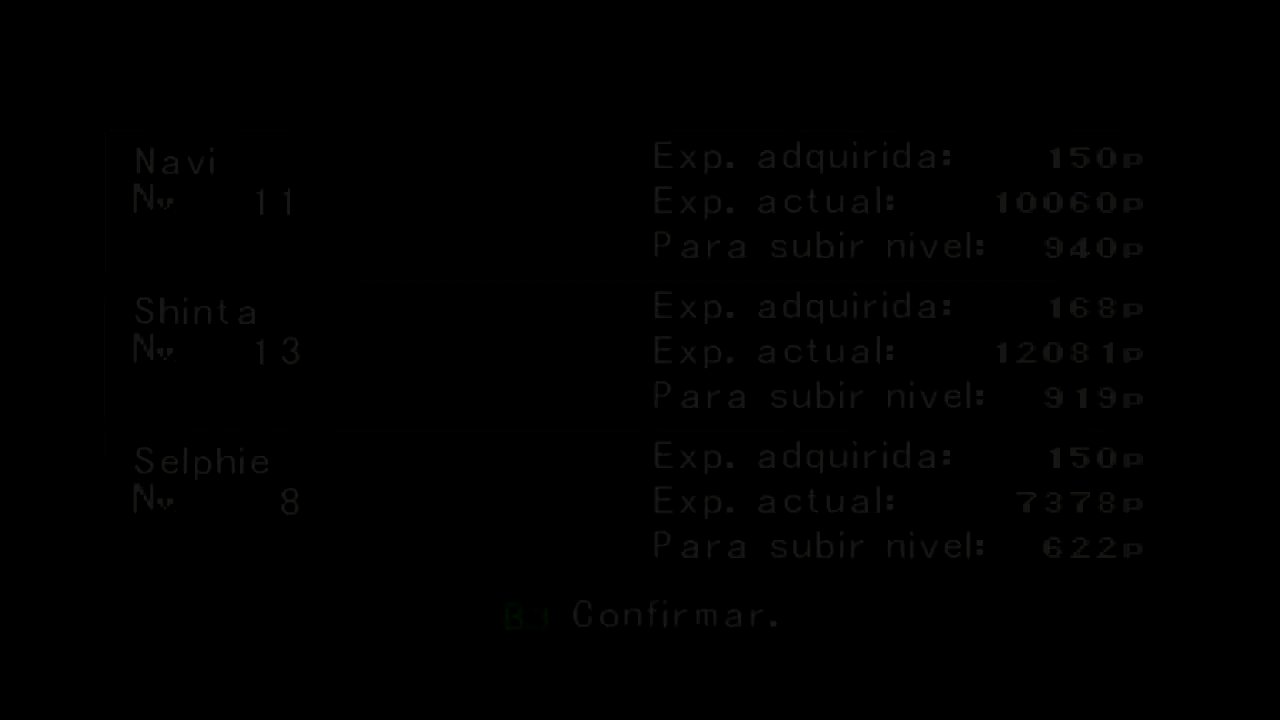 Navi
Nv 11
Exp. adquirida: 150p
Exp. actual: 10060p
Para subir nivel: 940p
Shinta
Nv 13
Exp. adquirida: 168p
Exp. actual: 12081p
Para subir nivel: 919p
Selphie
Nv 8
Exp. adquirida: 150p
Exp. actual: 7378p
Para subir nivel: 622p
Confirmar.